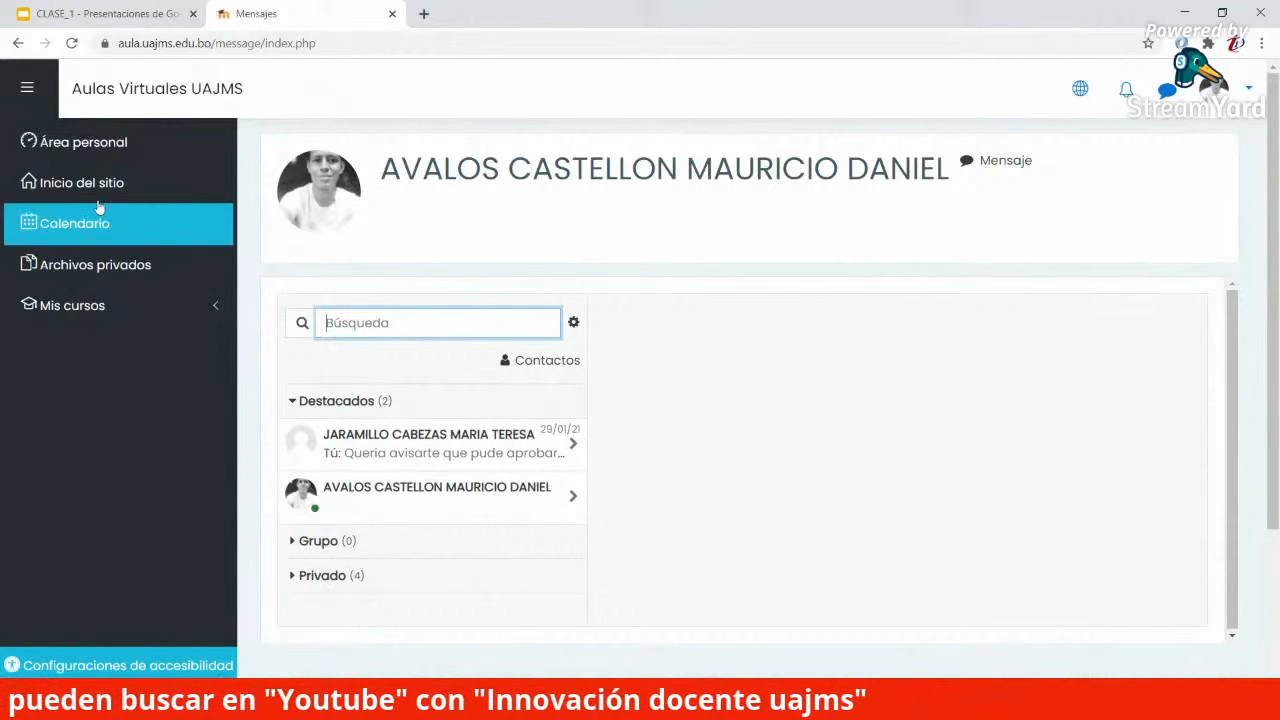 CLASE_1 - Presentaciones de Go
Mensajes
aula.uajms.edu.bo/message/index.php
Powered by
StreamYard
Aulas Virtuales UAJMS
Área personal
Inicio del sitio
Calendario
Archivos privados
Mis cursos
Configuraciones de accesibilidad
AVALOS CASTELLON MAURICIO DANIEL
Mensaje
Búsqueda
Contactos
Destacados (2)
JARAMILLO CABEZAS MARIA TERESA 29/01/21
Tú: Quería avisarte que pude aprobar...
AVALOS CASTELLON MAURICIO DANIEL
Grupo (0)
Privado (4)
pueden buscar en "Youtube" con "Innovación docente uajms"